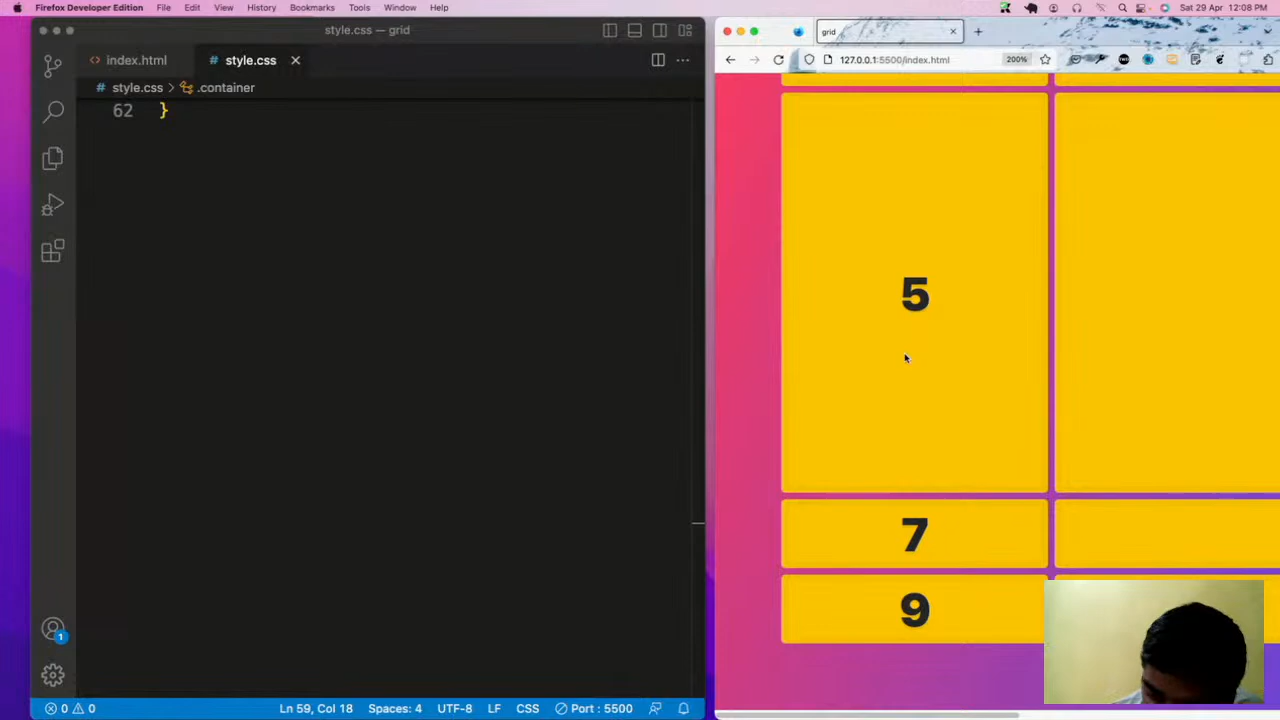 Firefox Developer Edition File Edit View History Bookmarks Tools Window Help Sat 29 Apr 12:08 PM
style.css — grid
grid
index.html
# style.css
127.0.0.1:5500/index.html
200%
# style.css > .container
62 }
5
7
9
1
0 0 Ln 59, Col 18 Spaces: 4 UTF-8 LF CSS Port : 5500